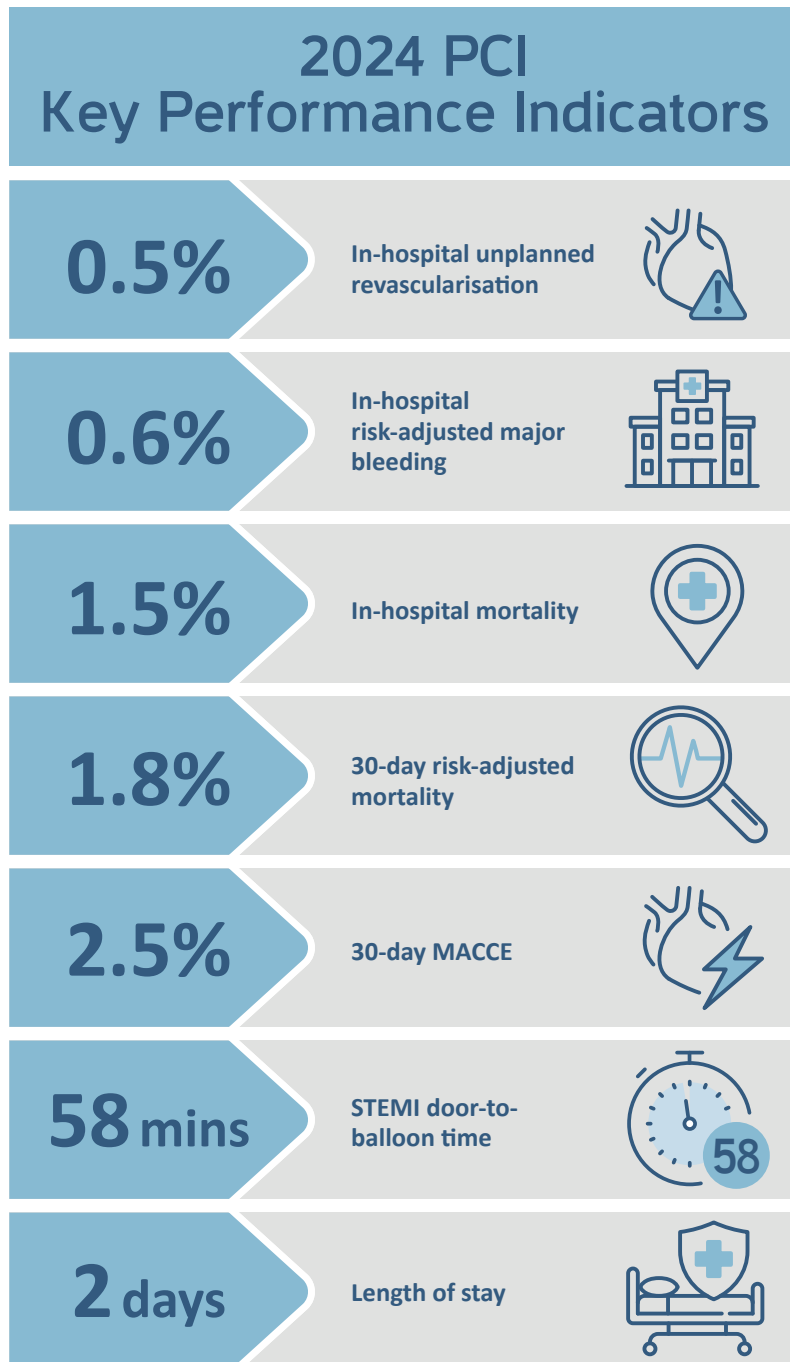 2024 PCI
Key Performance Indicators
0.5%
In-hospital unplanned
revascularisation
0.6%
In-hospital
risk-adjusted major
bleeding
1.5%
In-hospital mortality
1.8%
30-day risk-adjusted
mortality
2.5%
30-day MACCE
58 mins
STEMI door-to-
balloon time
58
2 days
Length of stay